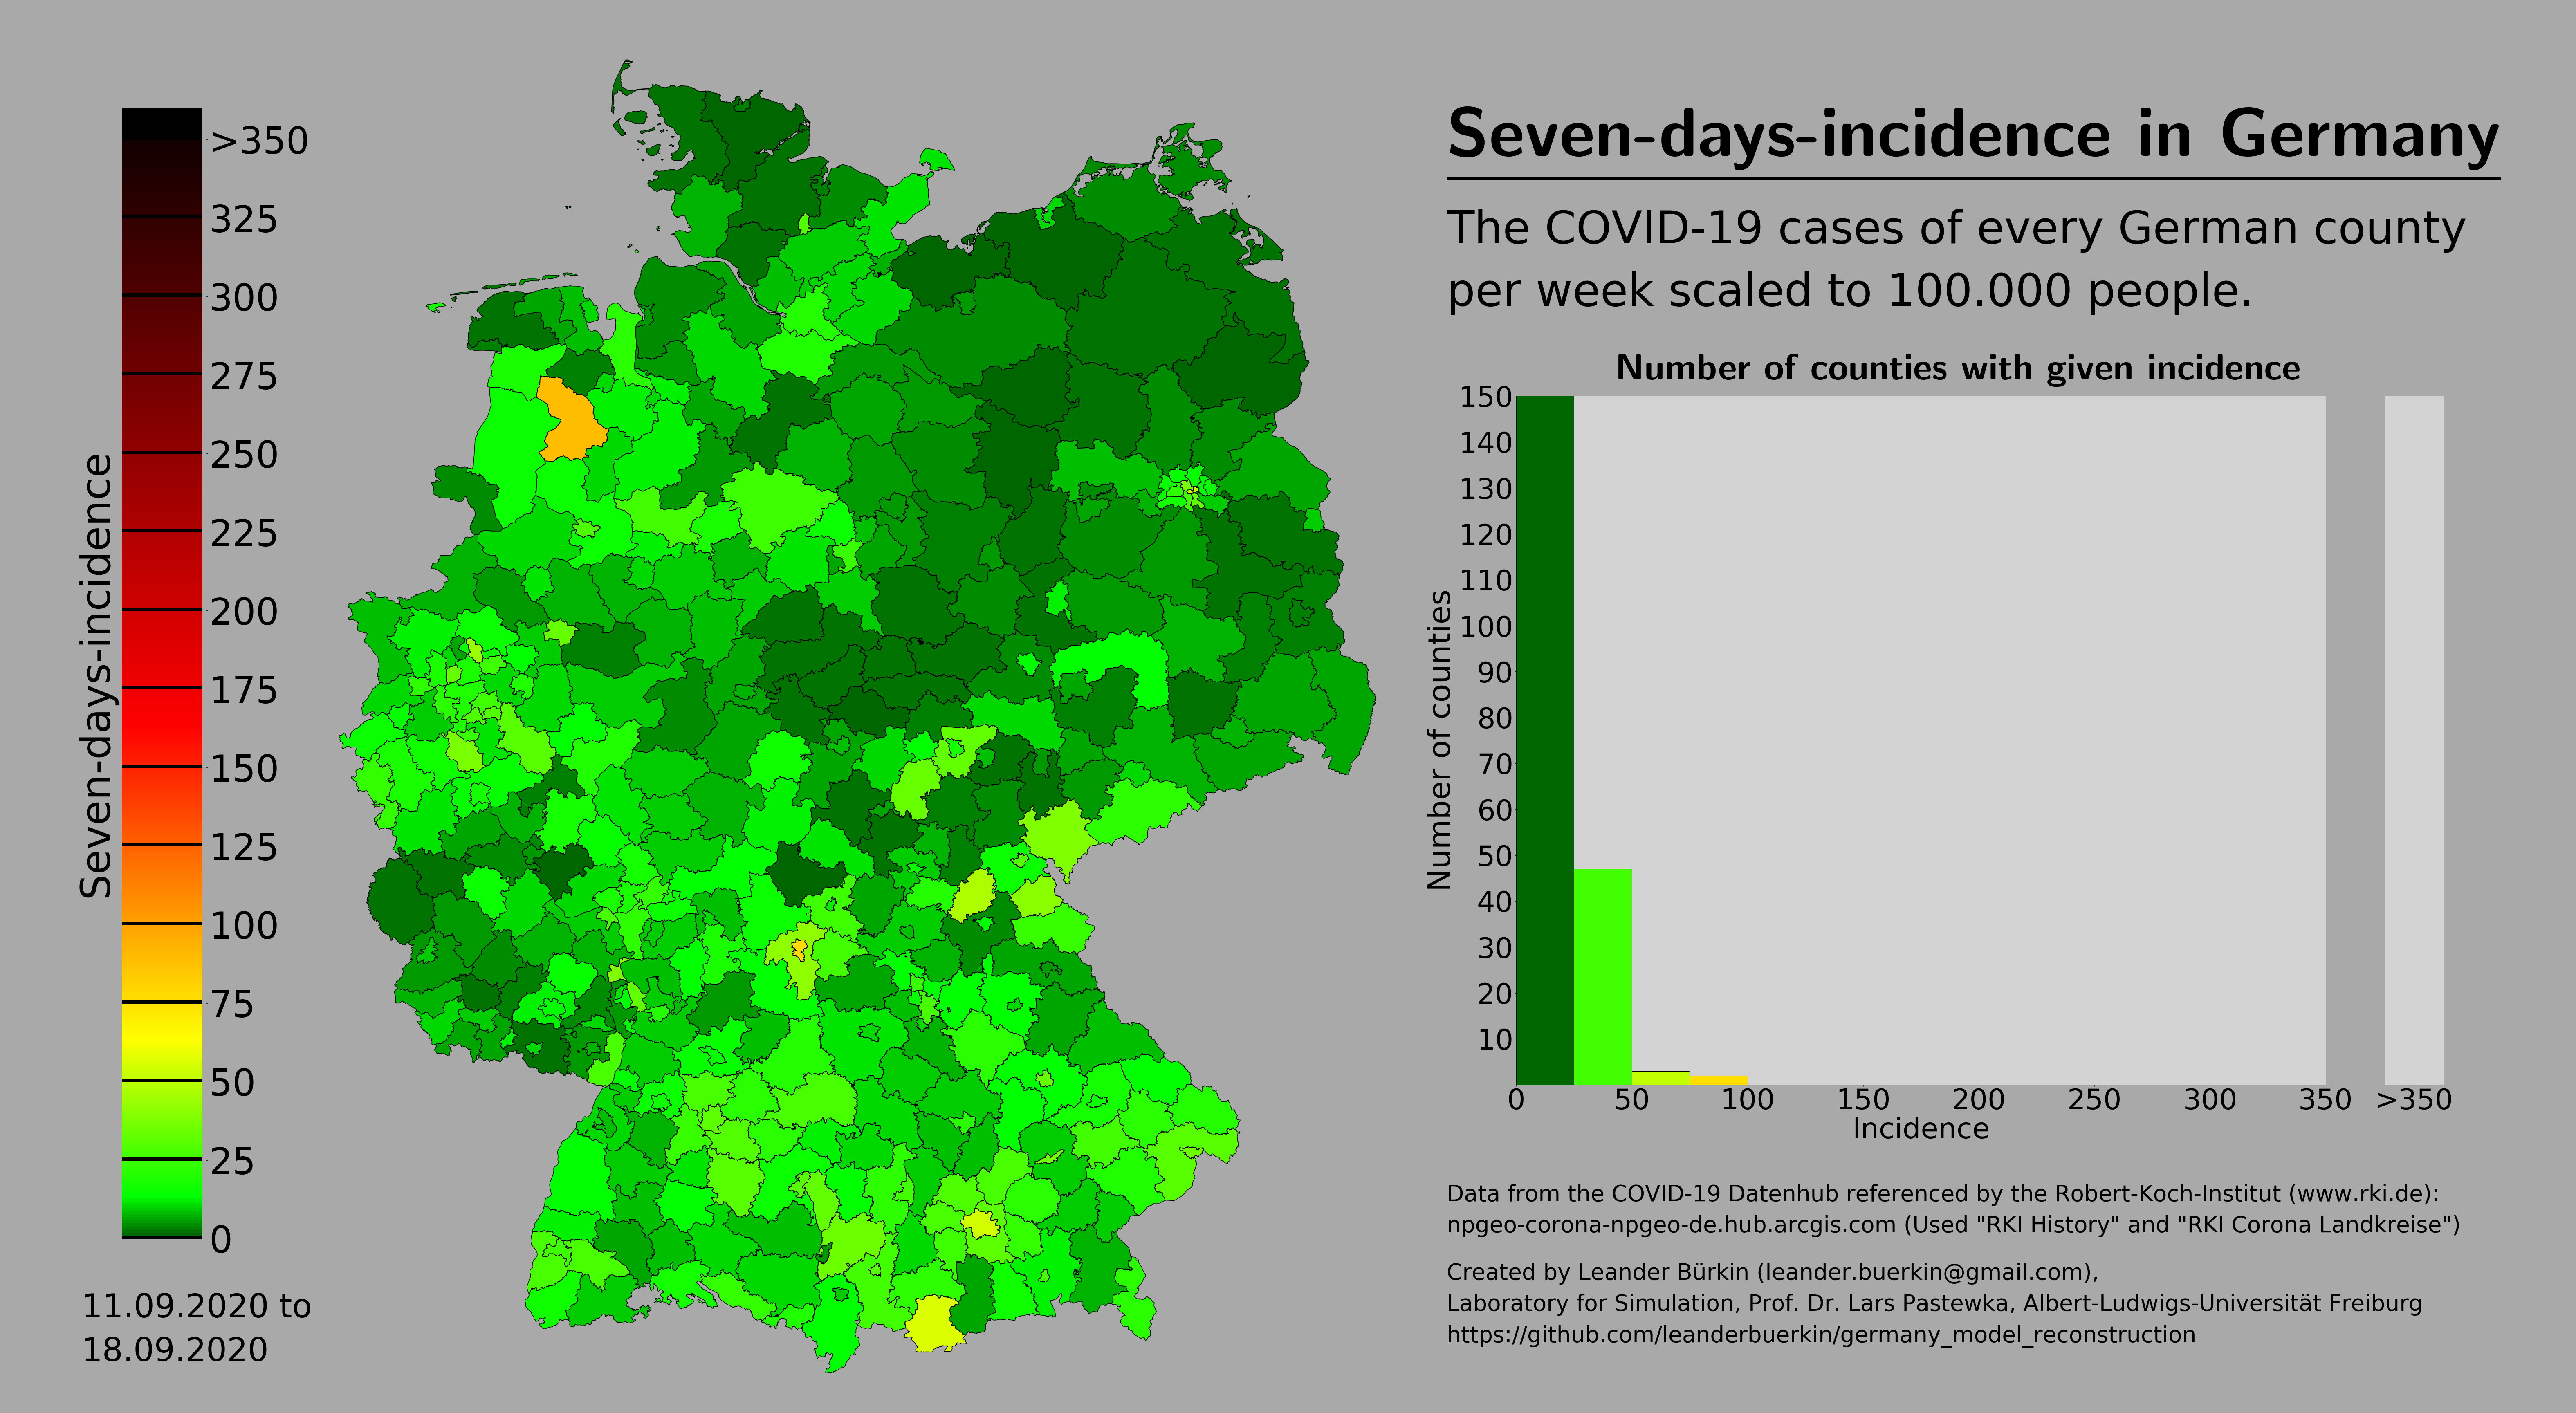 Seven-days-incidence in Germany
The COVID-19 cases of every German county
per week scaled to 100.000 people.
Seven-days-incidence
>350
325
300
275
250
225
200
175
150
125
100
75
50
25
0
11.09.2020 to
18.09.2020
Number of counties with given incidence
Number of counties
150
140
130
120
110
100
90
80
70
60
50
40
30
20
10
0 50 100 150 200 250 300 350 >350
Incidence
Data from the COVID-19 Datenhub referenced by the Robert-Koch-Institut (www.rki.de):
npgeo-corona-npgeo-de.hub.arcgis.com (Used "RKI History" and "RKI Corona Landkreise")
Created by Leander Bürkin (leander.buerkin@gmail.com),
Laboratory for Simulation, Prof. Dr. Lars Pastewka, Albert-Ludwigs-Universität Freiburg
https://github.com/leanderbuerkin/germany_model_reconstruction